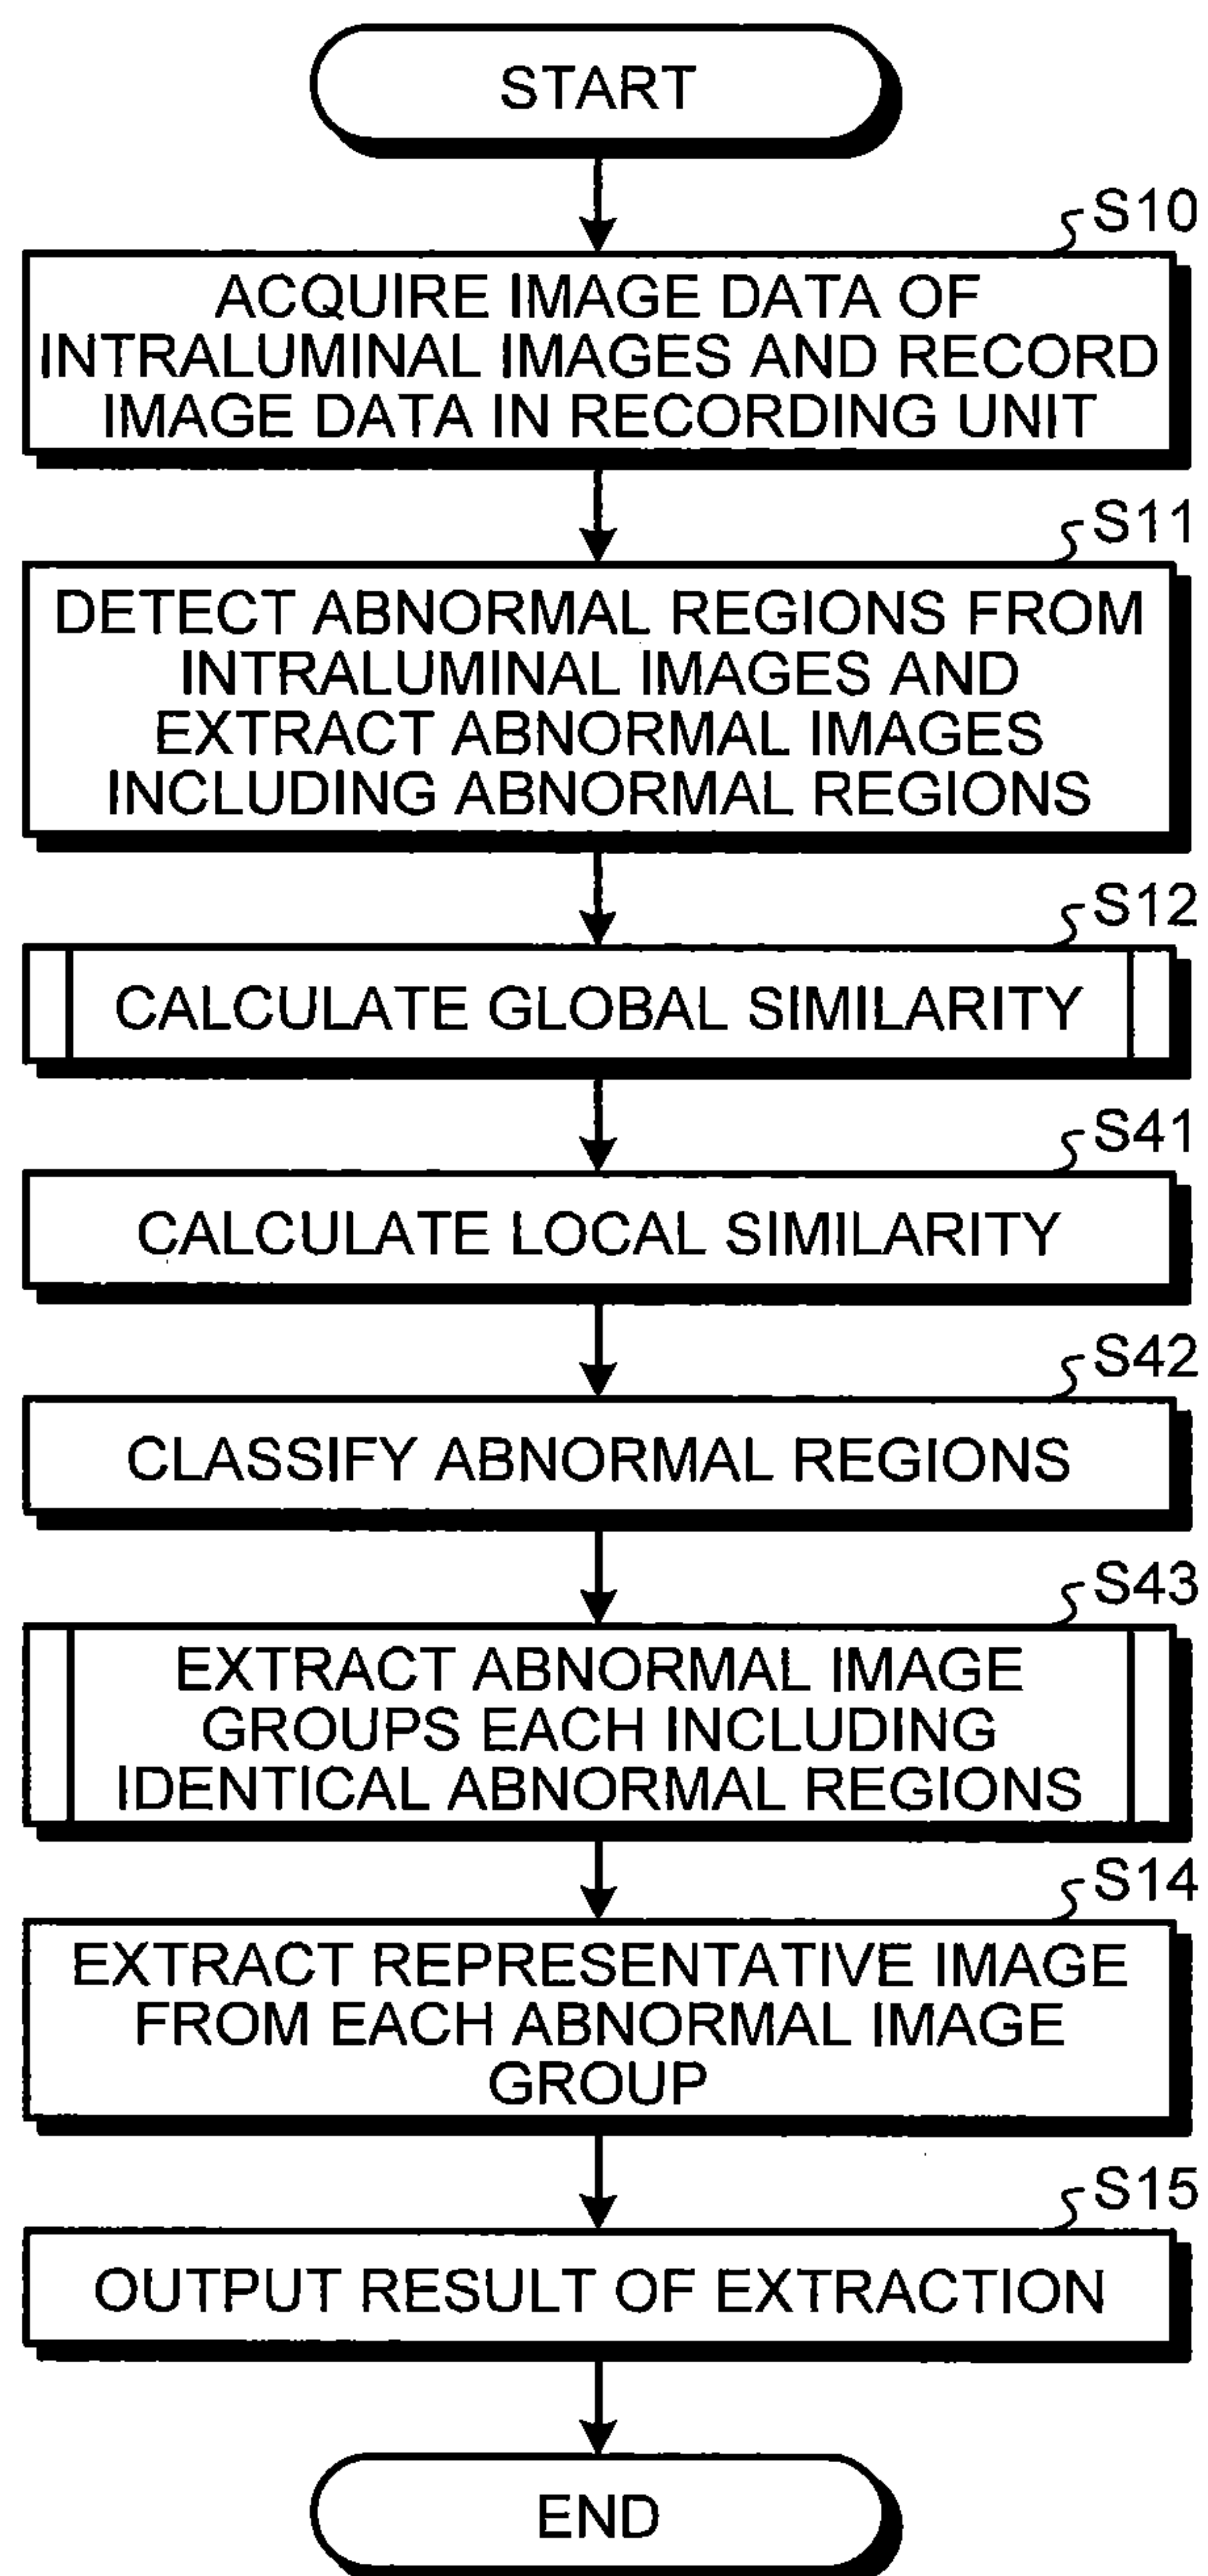 START
S10
ACQUIRE IMAGE DATA OF
INTRALUMINAL IMAGES AND RECORD
IMAGE DATA IN RECORDING UNIT
S11
DETECT ABNORMAL REGIONS FROM
INTRALUMINAL IMAGES AND
EXTRACT ABNORMAL IMAGES
INCLUDING ABNORMAL REGIONS
S12
CALCULATE GLOBAL SIMILARITY
S41
CALCULATE LOCAL SIMILARITY
S42
CLASSIFY ABNORMAL REGIONS
S43
EXTRACT ABNORMAL IMAGE
GROUPS EACH INCLUDING
IDENTICAL ABNORMAL REGIONS
S14
EXTRACT REPRESENTATIVE IMAGE
FROM EACH ABNORMAL IMAGE
GROUP
S15
OUTPUT RESULT OF EXTRACTION
END